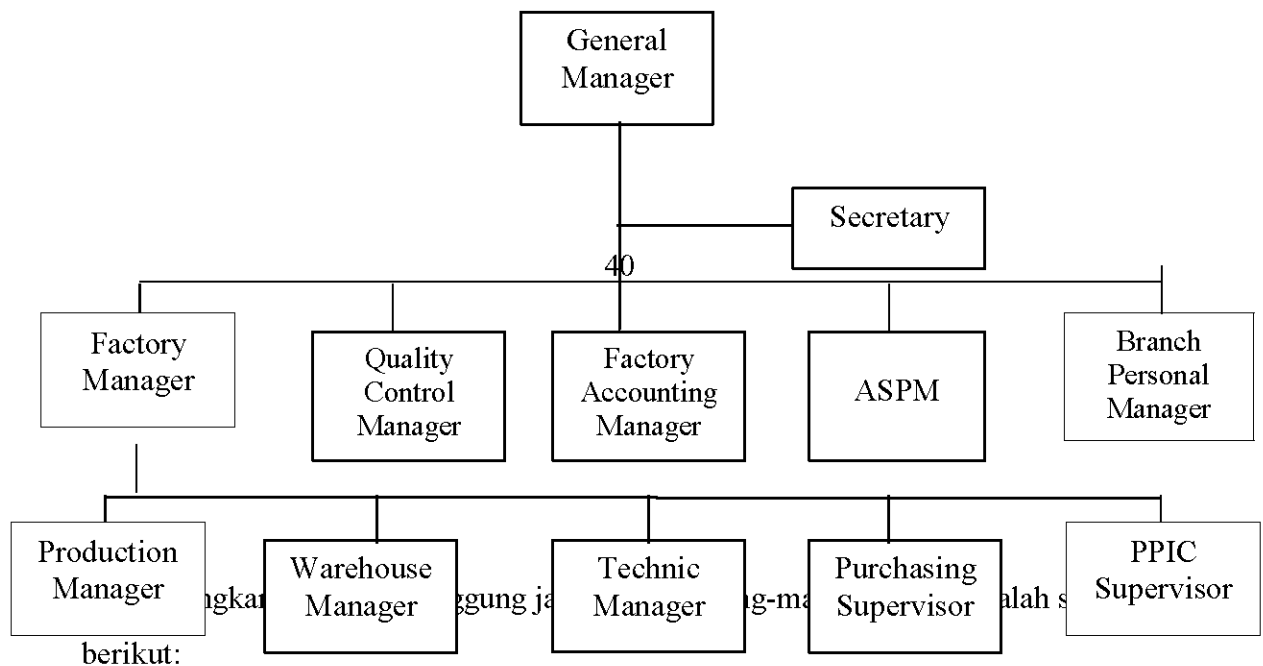 General
Manager
Secretary
40
Factory
Manager
Quality
Control
Manager
Factory
Accounting
Manager
ASPM
Branch
Personal
Manager
Production
Manager
Warehouse
Manager
Technic
Manager
Purchasing
Supervisor
PPIC
Supervisor
berikut: